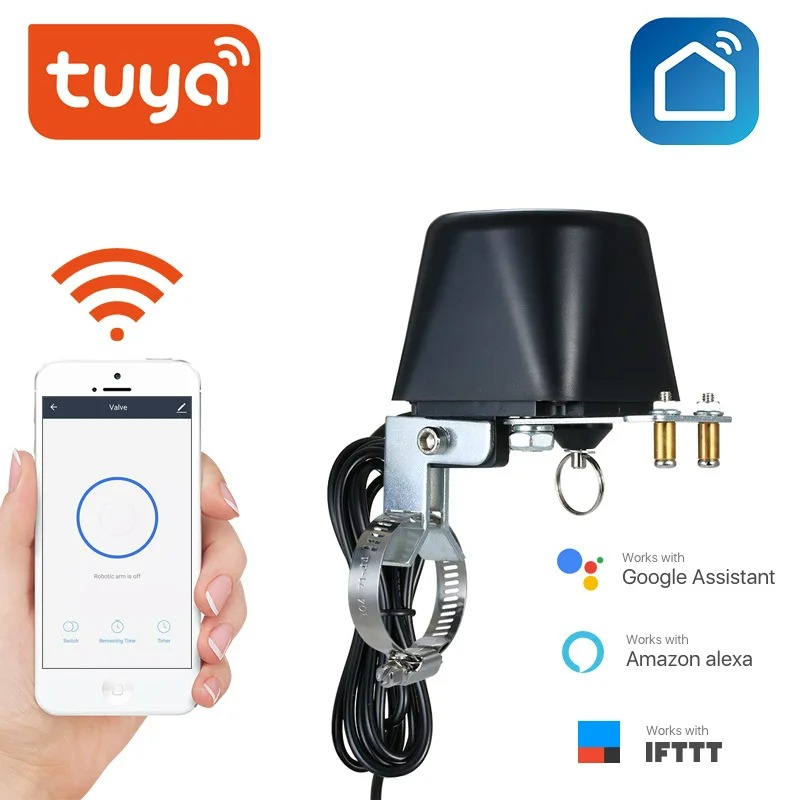 tuya
Valve
Robotic arm is off
Switch
Remaining Time
Timer
Works with
Google Assistant
Works with
Amazon alexa
Works with
IFTTT